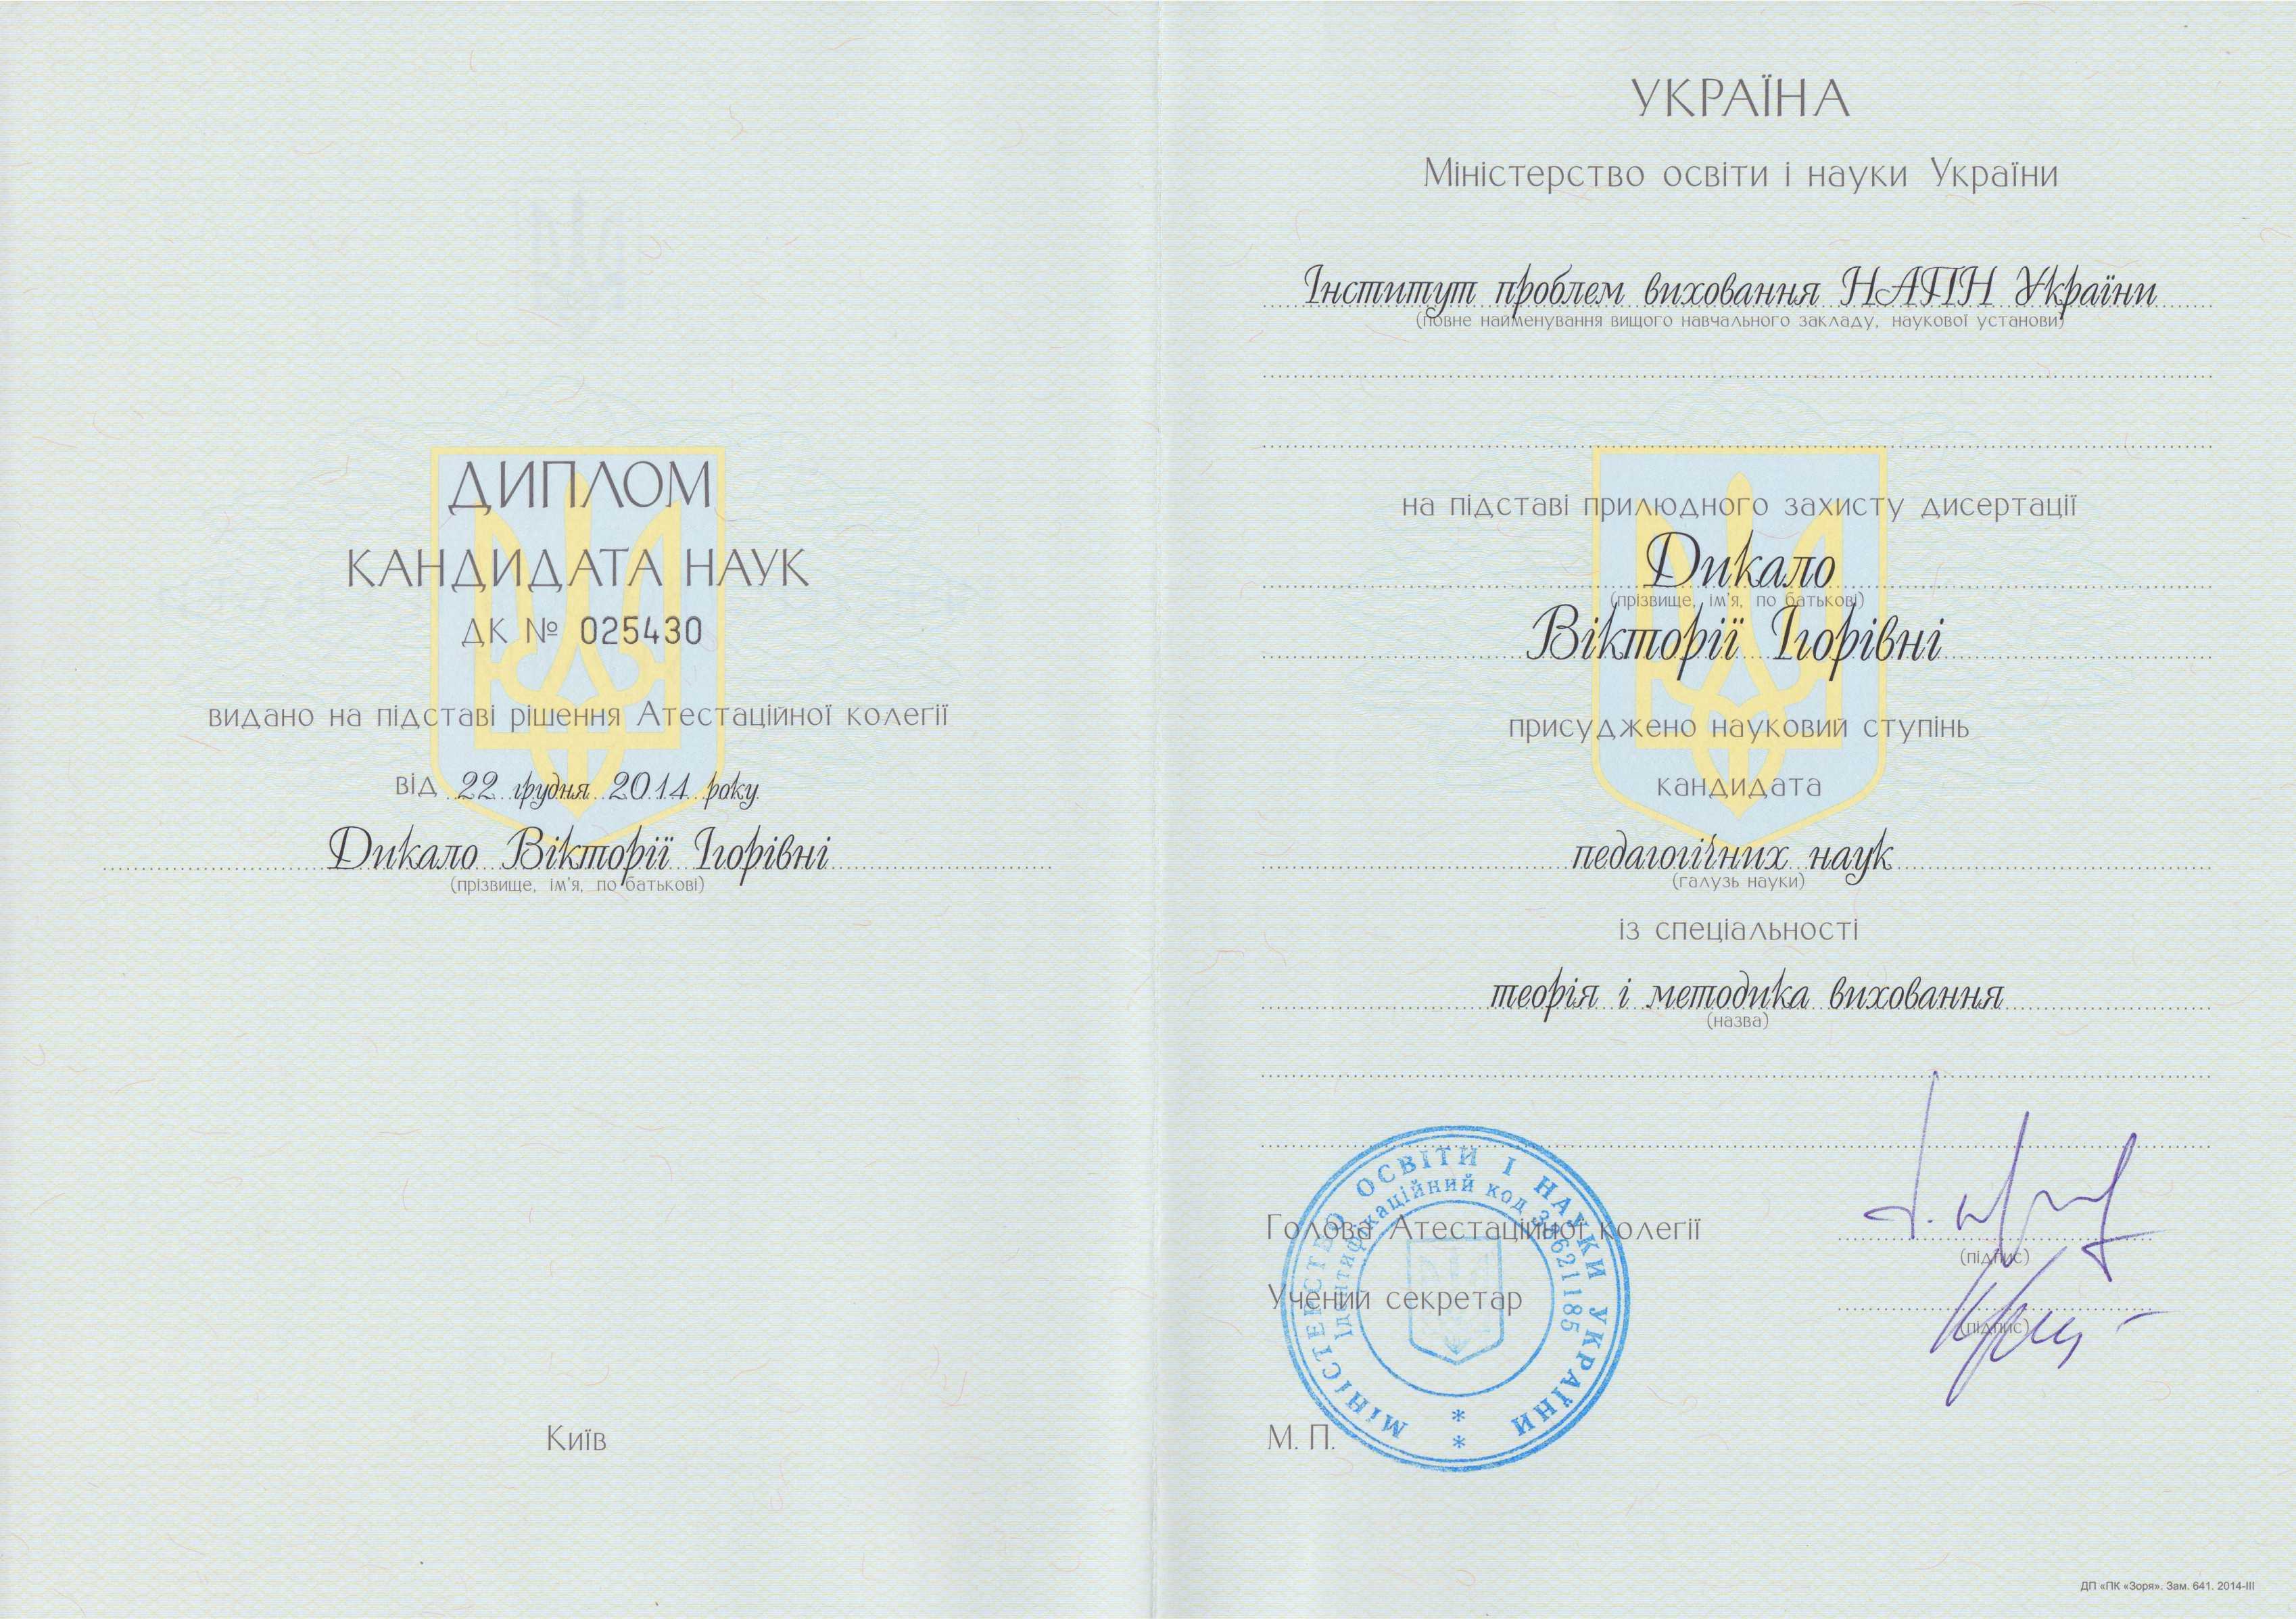 ДИПЛОМ
КАНДИДАТА НАУК
ДК № 025430
видано на підставі рішення Атестаційної колегії
від 22 грудня 2014 року
Дикало Вікторії Ігорівні
(прізвище, ім'я, по батькові)
Київ
УКРАЇНА
Міністерство освіти і науки України
Інститут проблем виховання НАПН України
(повне найменування вищого навчального закладу, наукової установи)
на підставі прилюдного захисту дисертації
Дикало
(прізвище, ім'я, по батькові)
Вікторії Ігорівні
присуджено науковий ступінь
кандидата
педагогічних наук
(галузь науки)
із спеціальності
теорія і методика виховання
(назва)
Голова Атестаційної колегії
(підпис)
Учений секретар
(підпис)
М. П.
МІНІСТЕРСТВО ОСВІТИ І НАУКИ УКРАЇНИ
Ідентифікаційний код 38621185
ДП «ПК «Зоря». Зам. 641. 2014-III